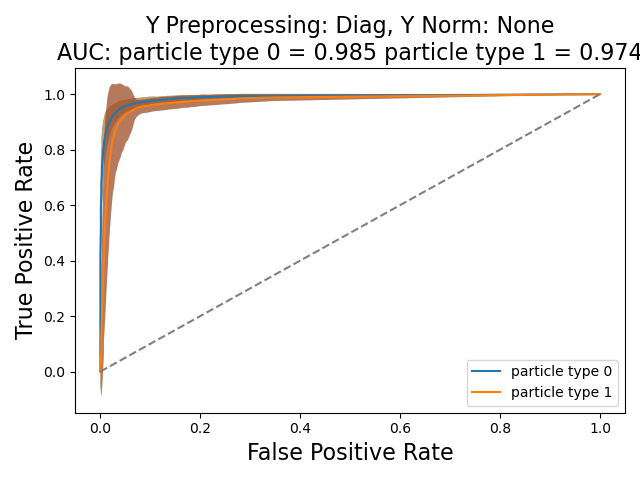 Y Preprocessing: Diag, Y Norm: None
AUC: particle type 0 = 0.985 particle type 1 = 0.974
True Positive Rate
1.0
0.8
0.6
0.4
0.2
0.0
particle type 0
particle type 1
0.0 0.2 0.4 0.6 0.8 1.0
False Positive Rate